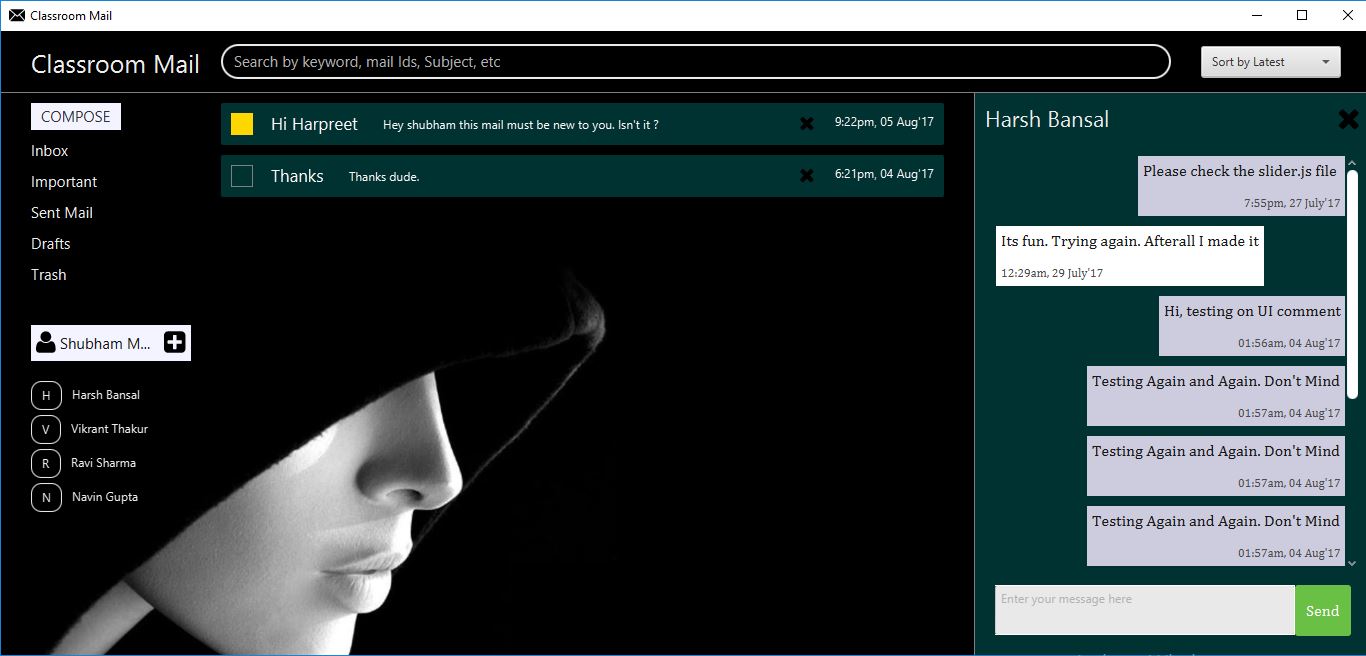 Classroom Mail
Classroom Mail
Search by keyword, mail Ids, Subject, etc
Sort by Latest
COMPOSE
Inbox
Important
Sent Mail
Drafts
Trash
Shubham M...
H Harsh Bansal
V Vikrant Thakur
R Ravi Sharma
N Navin Gupta
Hi Harpreet Hey shubham this mail must be new to you. Isn't it ? 9:22pm, 05 Aug'17
Thanks Thanks dude. 6:21pm, 04 Aug'17
Harsh Bansal
Please check the slider.js file
7:55pm, 27 July'17
Its fun. Trying again. Afterall I made it
12:29am, 29 July'17
Hi, testing on UI comment
01:56am, 04 Aug'17
Testing Again and Again. Don't Mind
01:57am, 04 Aug'17
Testing Again and Again. Don't Mind
01:57am, 04 Aug'17
Testing Again and Again. Don't Mind
01:57am, 04 Aug'17
Enter your message here
Send